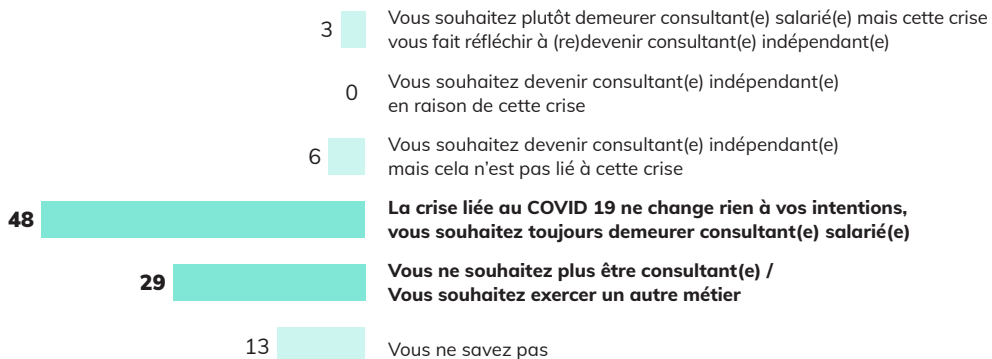 3
Vous souhaitez plutôt demeurer consultant(e) salarié(e) mais cette crise
vous fait réfléchir à (re)devenir consultant(e) indépendant(e)
0
Vous souhaitez devenir consultant(e) indépendant(e)
en raison de cette crise
6
Vous souhaitez devenir consultant(e) indépendant(e)
mais cela n’est pas lié à cette crise
48
La crise liée au COVID 19 ne change rien à vos intentions,
vous souhaitez toujours demeurer consultant(e) salarié(e)
29
Vous ne souhaitez plus être consultant(e) /
Vous souhaitez exercer un autre métier
13
Vous ne savez pas